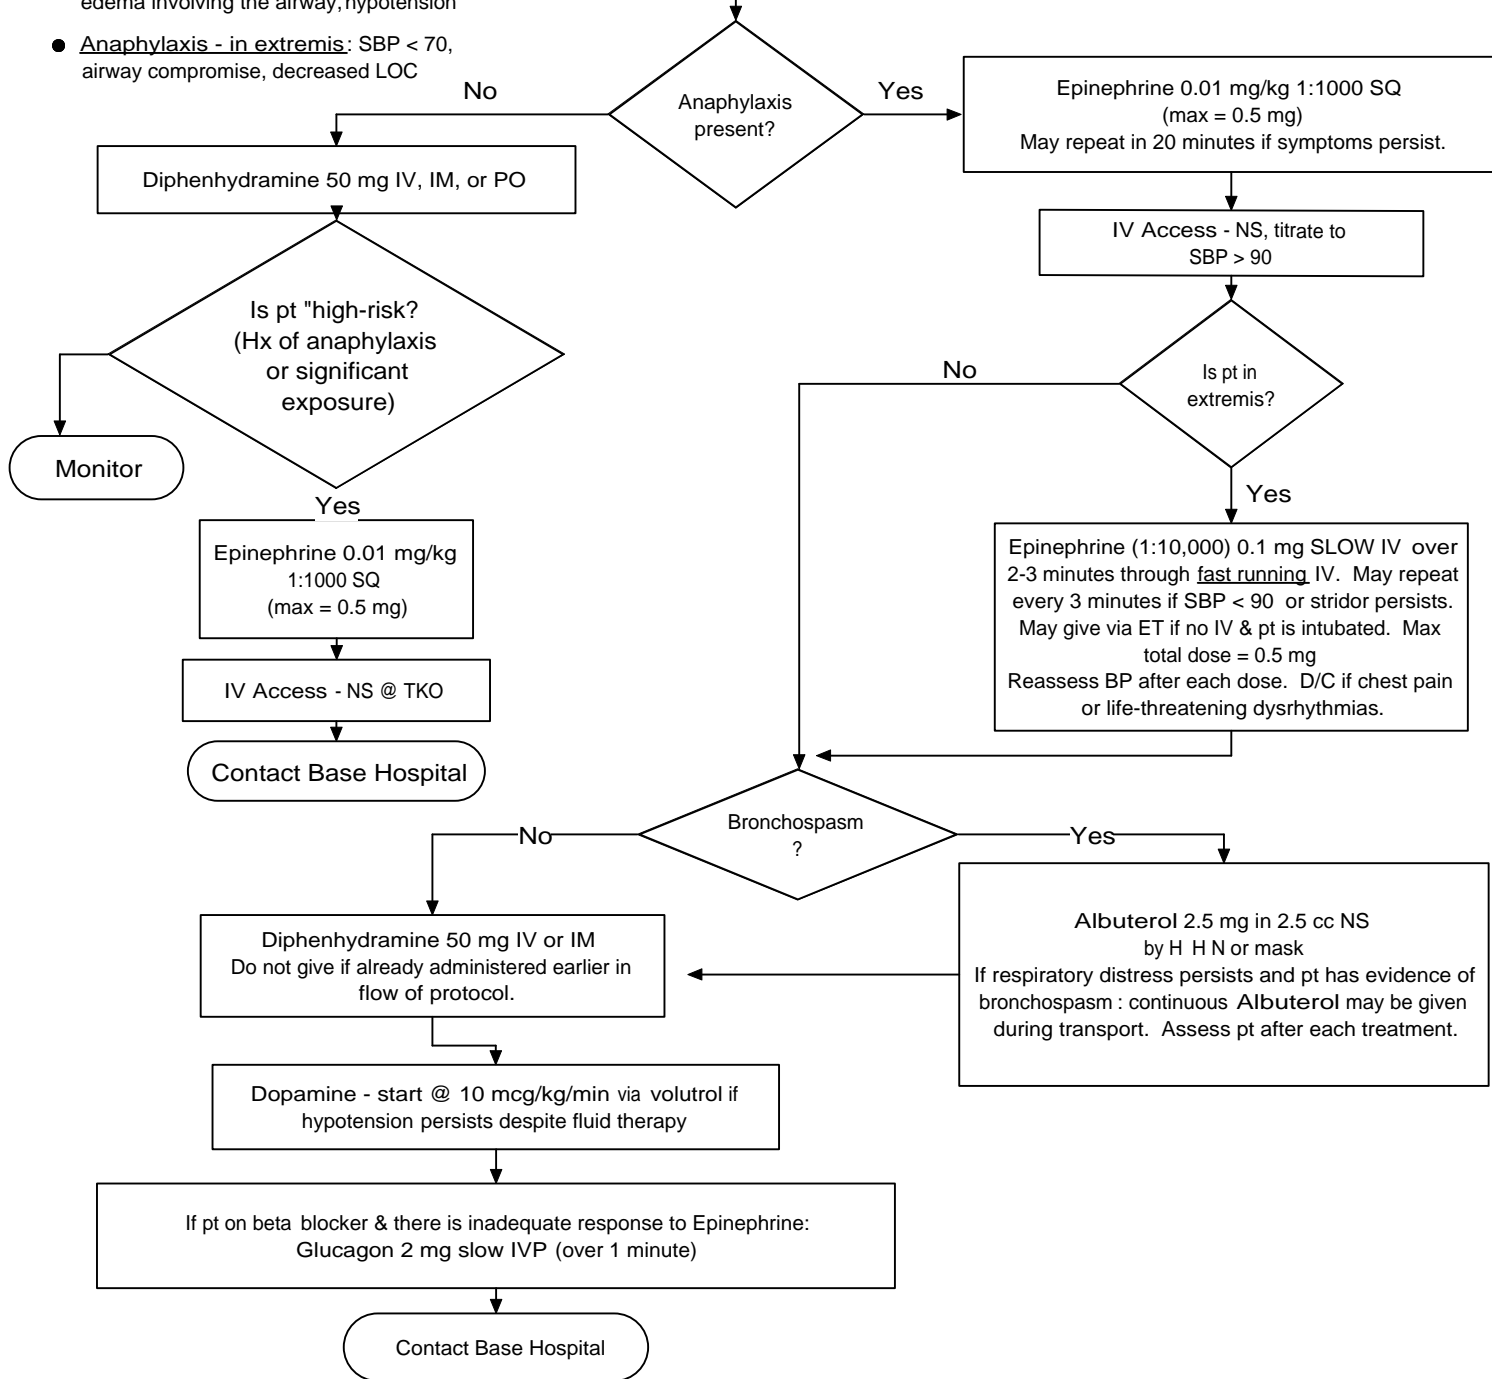 edema involving the airway, hypotension
● Anaphylaxis - in extremis: SBP < 70,
airway compromise, decreased LOC
No
Anaphylaxis
present?
Yes
Epinephrine 0.01 mg/kg 1:1000 SQ
(max = 0.5 mg)
May repeat in 20 minutes if symptoms persist.
Diphenhydramine 50 mg IV, IM, or PO
IV Access - NS, titrate to
SBP > 90
Is pt "high-risk?
(Hx of anaphylaxis
or significant
exposure)
No
Is pt in
extremis?
Monitor
Yes
Yes
Epinephrine 0.01 mg/kg
1:1000 SQ
(max = 0.5 mg)
Epinephrine (1:10,000) 0.1 mg SLOW IV over
2-3 minutes through fast running IV. May repeat
every 3 minutes if SBP < 90 or stridor persists.
May give via ET if no IV & pt is intubated. Max
total dose = 0.5 mg
Reassess BP after each dose. D/C if chest pain
or life-threatening dysrhythmias.
IV Access - NS @ TKO
Contact Base Hospital
Bronchospasm
?
No
Yes
Diphenhydramine 50 mg IV or IM
Do not give if already administered earlier in
flow of protocol.
Albuterol 2.5 mg in 2.5 cc NS
by H H N or mask
If respiratory distress persists and pt has evidence of
bronchospasm : continuous Albuterol may be given
during transport. Assess pt after each treatment.
Dopamine - start @ 10 mcg/kg/min via volutrol if
hypotension persists despite fluid therapy
If pt on beta blocker & there is inadequate response to Epinephrine:
Glucagon 2 mg slow IVP (over 1 minute)
Contact Base Hospital